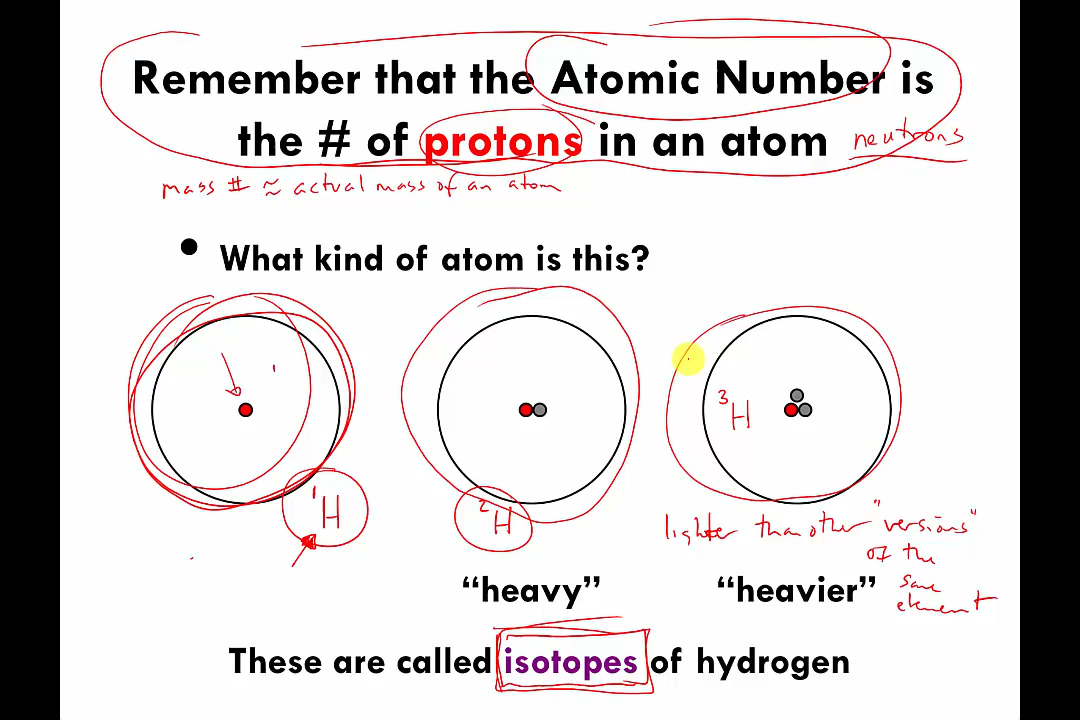 Remember that the Atomic Number is
the # of protons in an atom neutrons
mass # ≈ actual mass of an atom
• What kind of atom is this?
3H
1H
2H
lighter than other "versions"
of the
same
element
"heavy" "heavier"
These are called isotopes of hydrogen